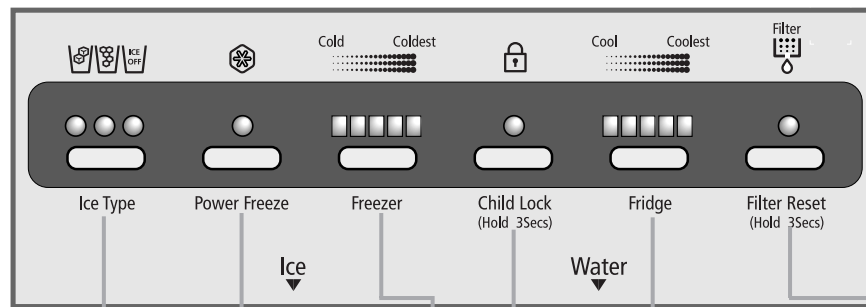 Filter
Cold Coldest Cool Coolest
ICE
OFF
Ice Type Power Freeze Freezer Child Lock Fridge Filter Reset
(Hold 3Secs) (Hold 3Secs)
Ice Water